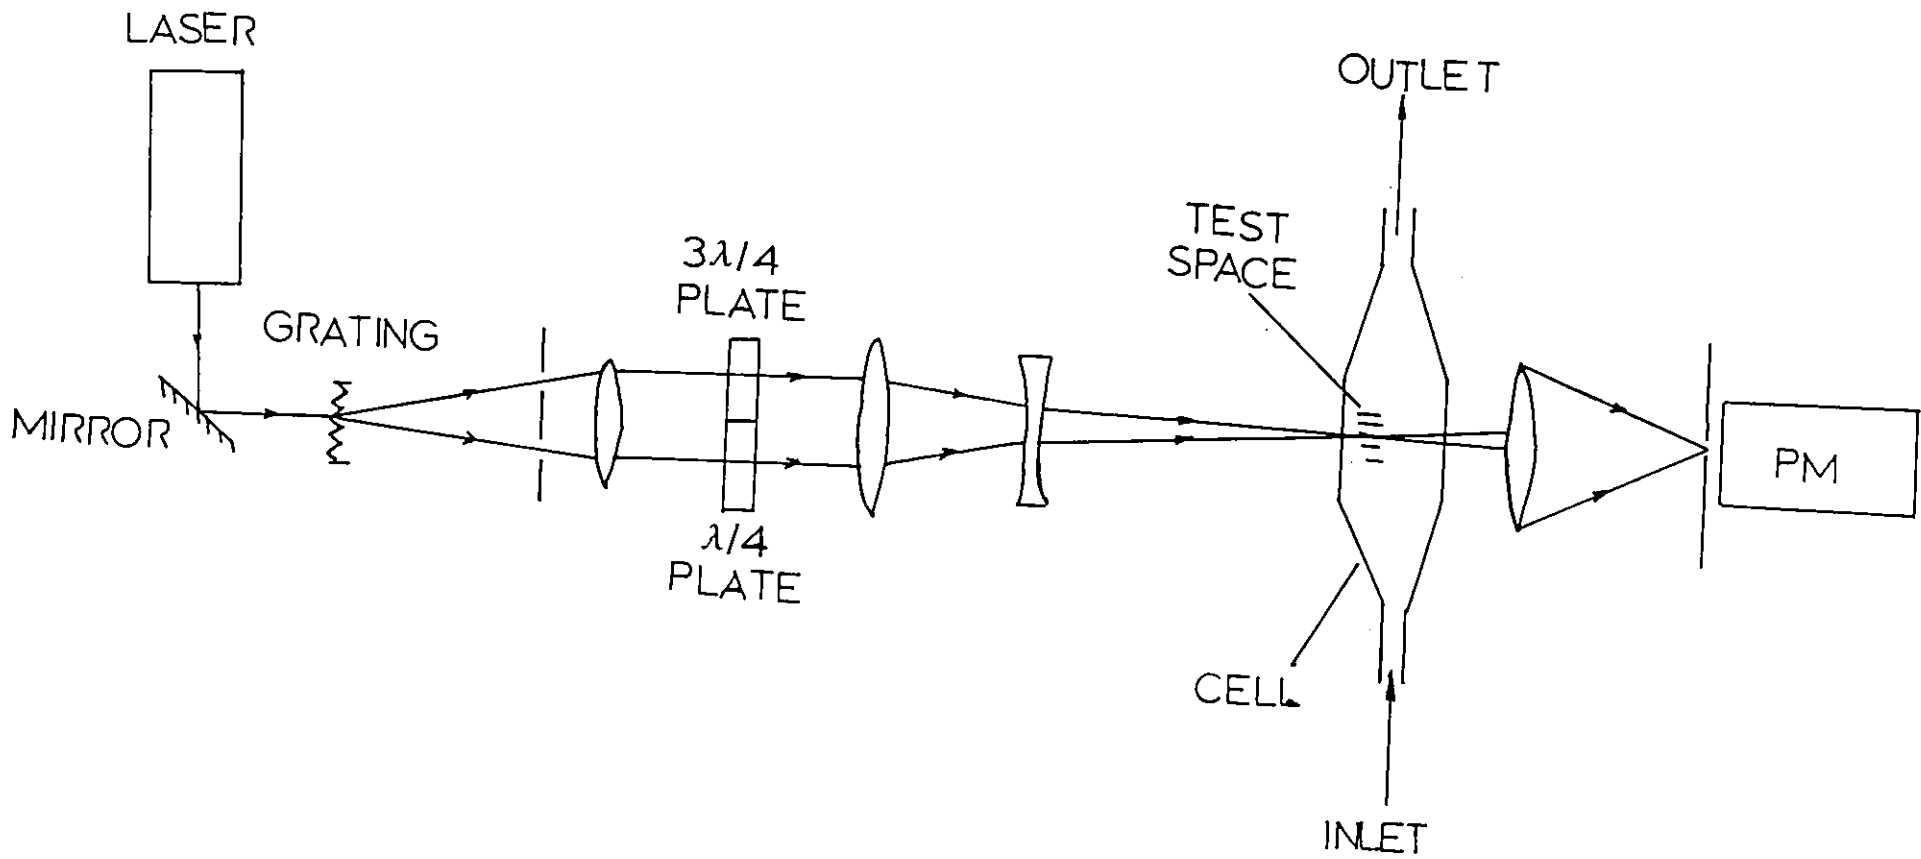 LASER
OUTLET
TEST
SPACE
3λ/4
PLATE
GRATING
MIRROR
PM
λ/4
PLATE
CELL
INLET